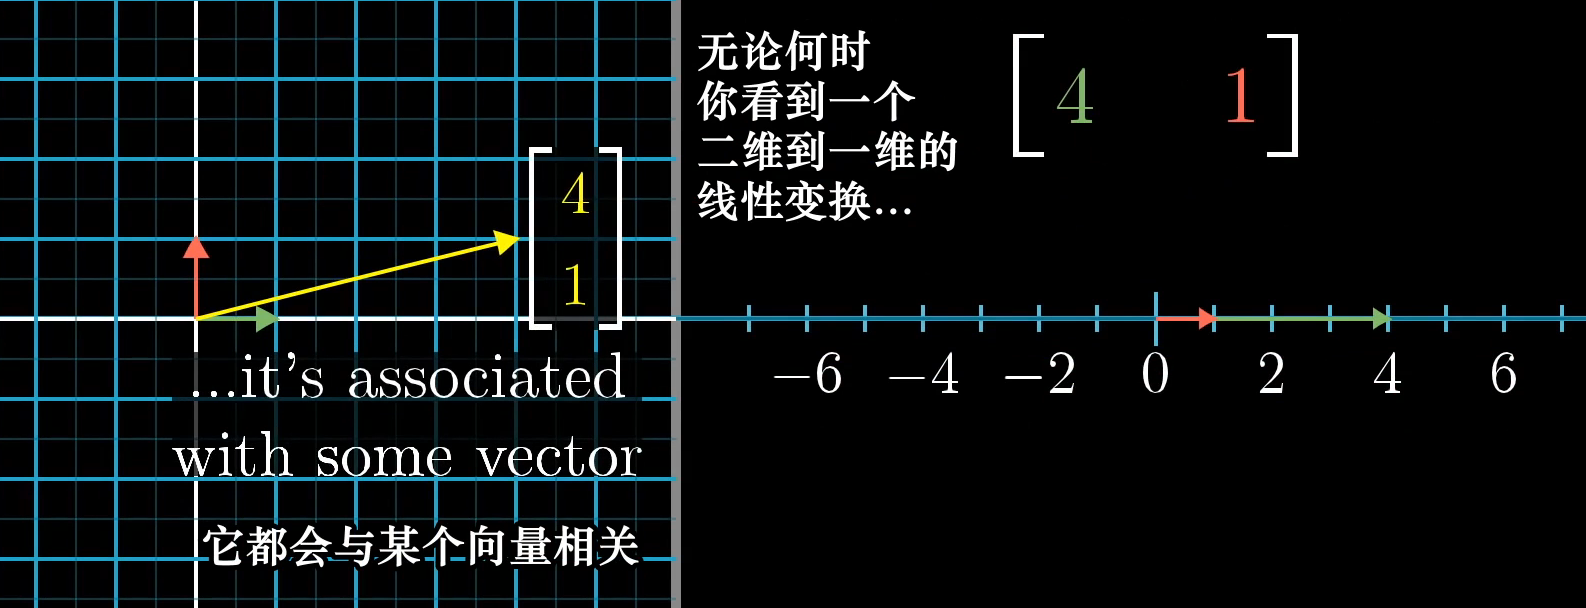 4
1
...it's associated
with some vector
它都会与某个向量相关
无论何时
你看到一个
二维到一维的
线性变换...
4 1
−6 −4 −2 0 2 4 6